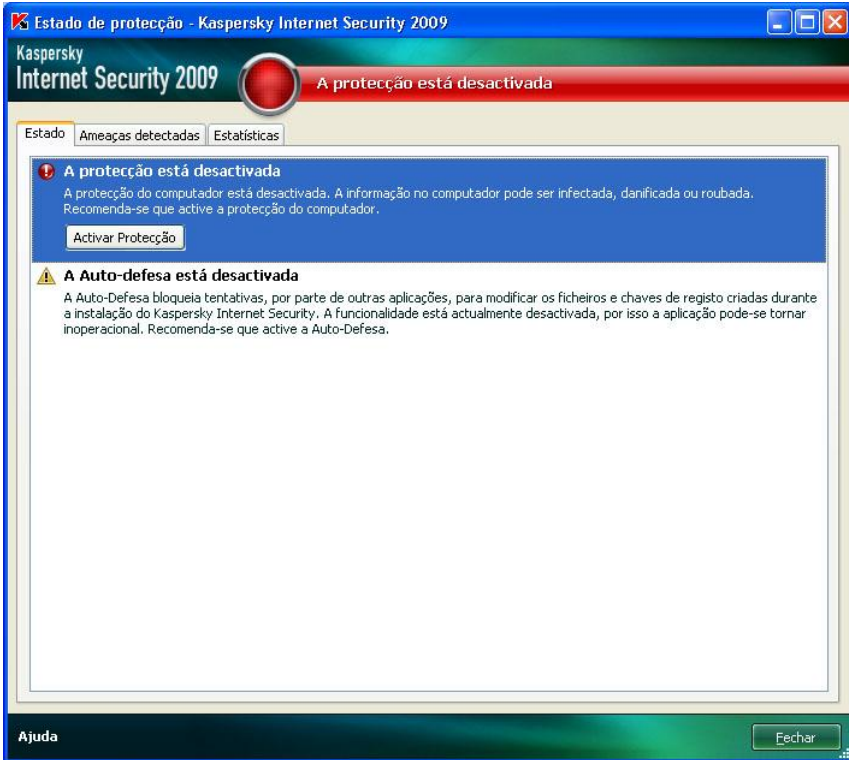 Estado de protecção - Kaspersky Internet Security 2009
Kaspersky
Internet Security 2009
A protecção está desactivada
Estado
Ameaças detectadas
Estatísticas
A protecção está desactivada
A protecção do computador está desactivada. A informação no computador pode ser infectada, danificada ou roubada.
Recomenda-se que active a protecção do computador.
Activar Protecção
A Auto-defesa está desactivada
A Auto-Defesa bloqueia tentativas, por parte de outras aplicações, para modificar os ficheiros e chaves de registo criadas durante
a instalação do Kaspersky Internet Security. A funcionalidade está actualmente desactivada, por isso a aplicação pode-se tornar
inoperacional. Recomenda-se que active a Auto-Defesa.
Ajuda
Fechar